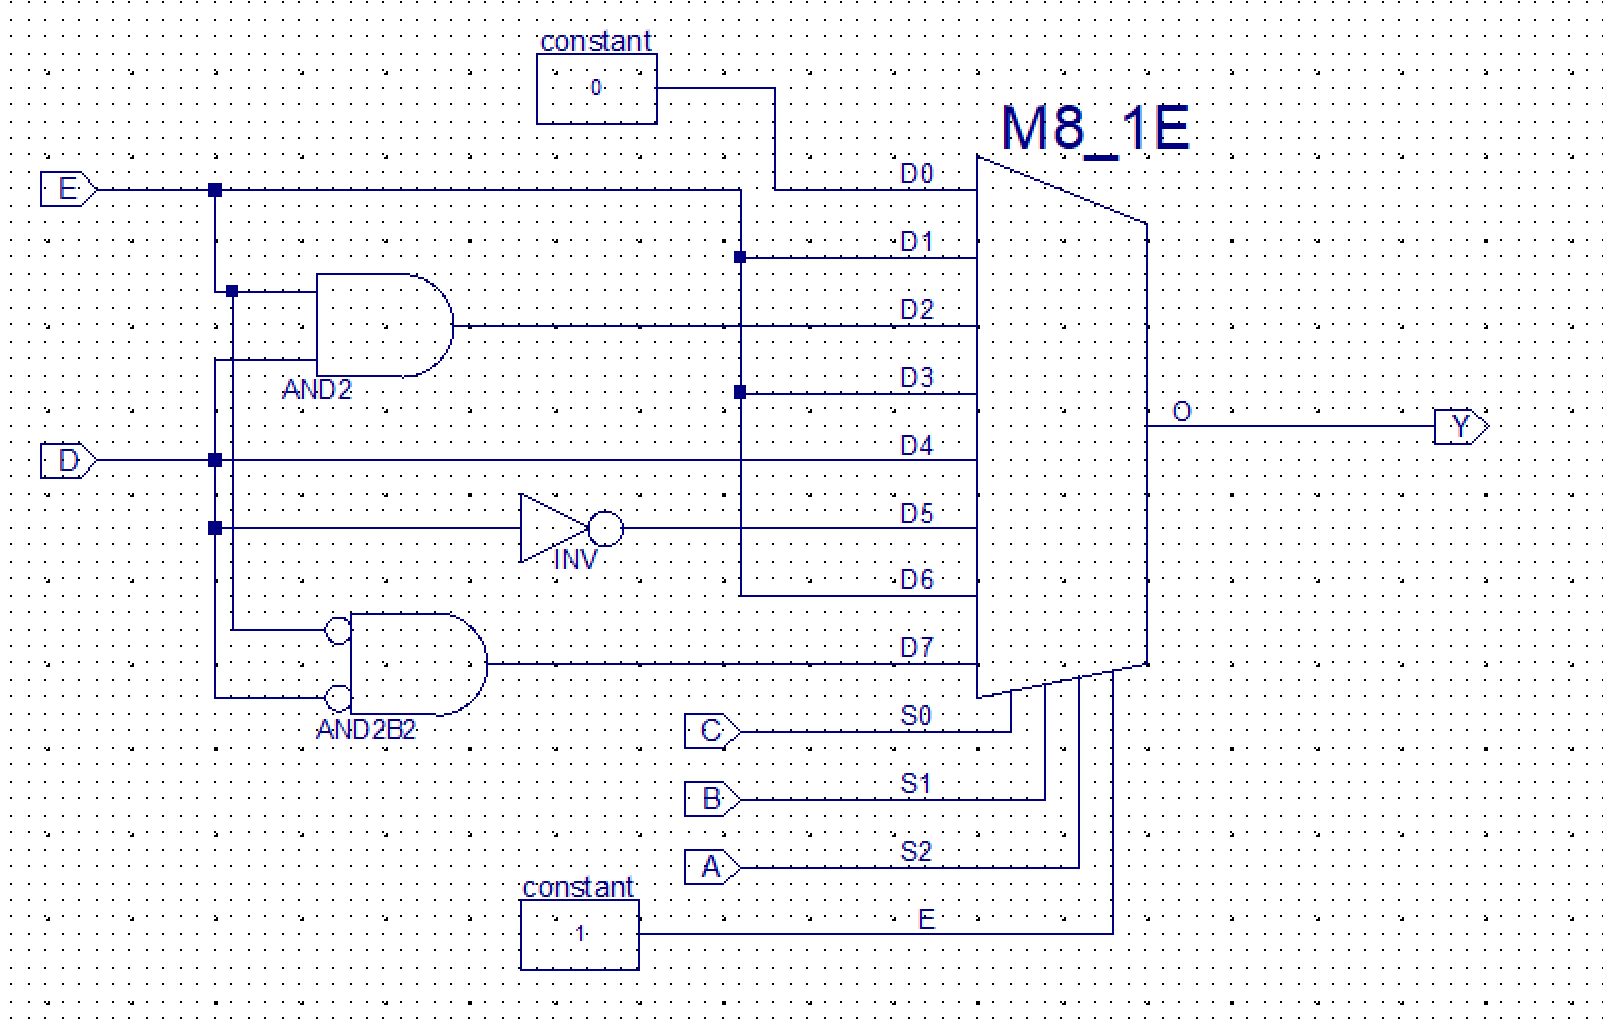 constant
0
M8_1E
D0
E
D1
D2
D3
AND2
O
Y
D4
D
D5
INV
D6
D7
AND2B2
S0
C
S1
B
S2
A
constant
E
1